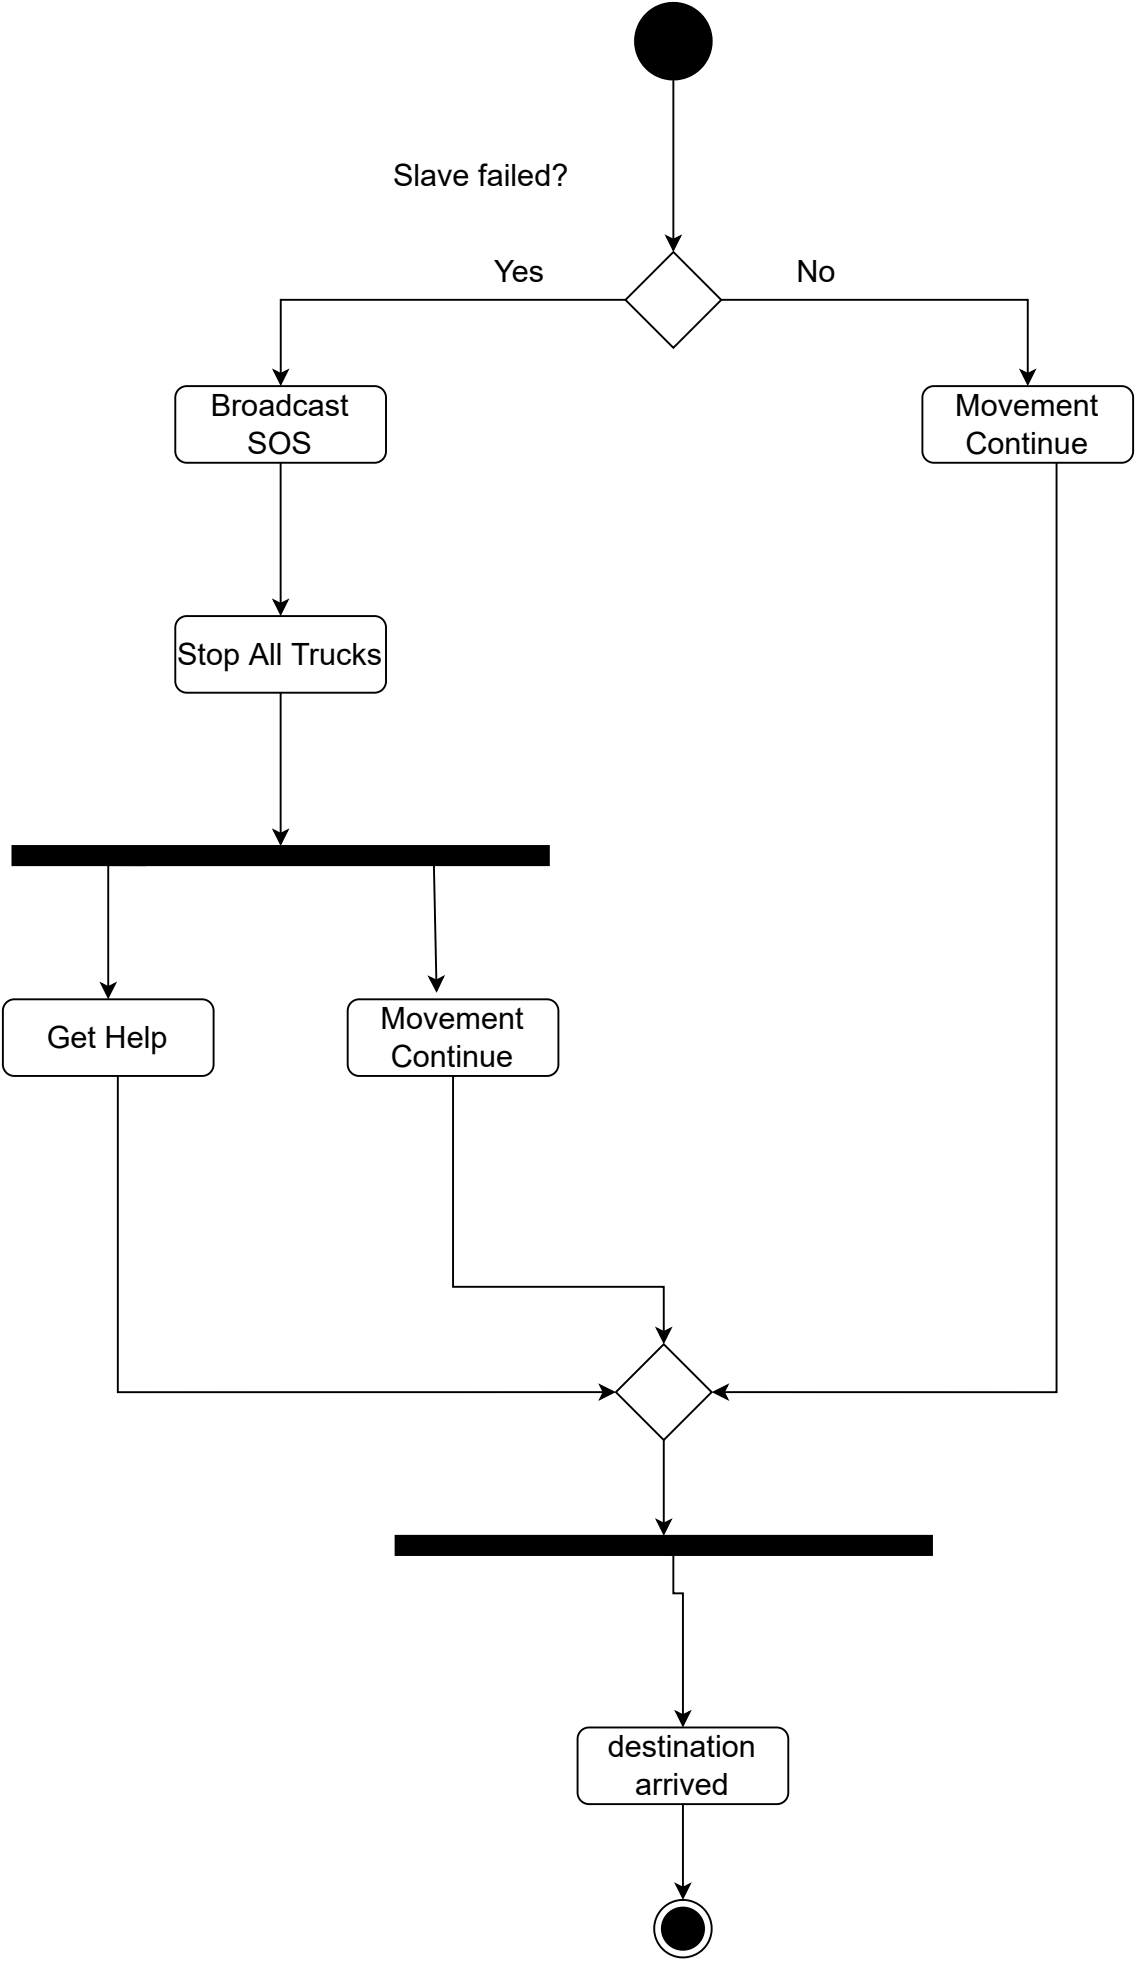 Slave failed?
Yes
No
Broadcast
SOS
Movement
Continue
Stop All Trucks
Get Help
Movement
Continue
destination
arrived